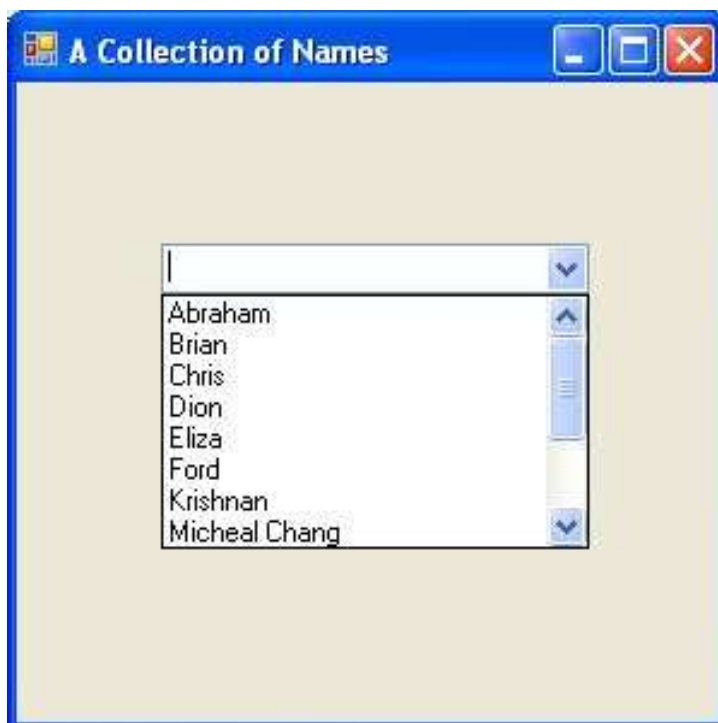 A Collection of Names
Abraham
Brian
Chris
Dion
Eliza
Ford
Krishnan
Micheal Chang